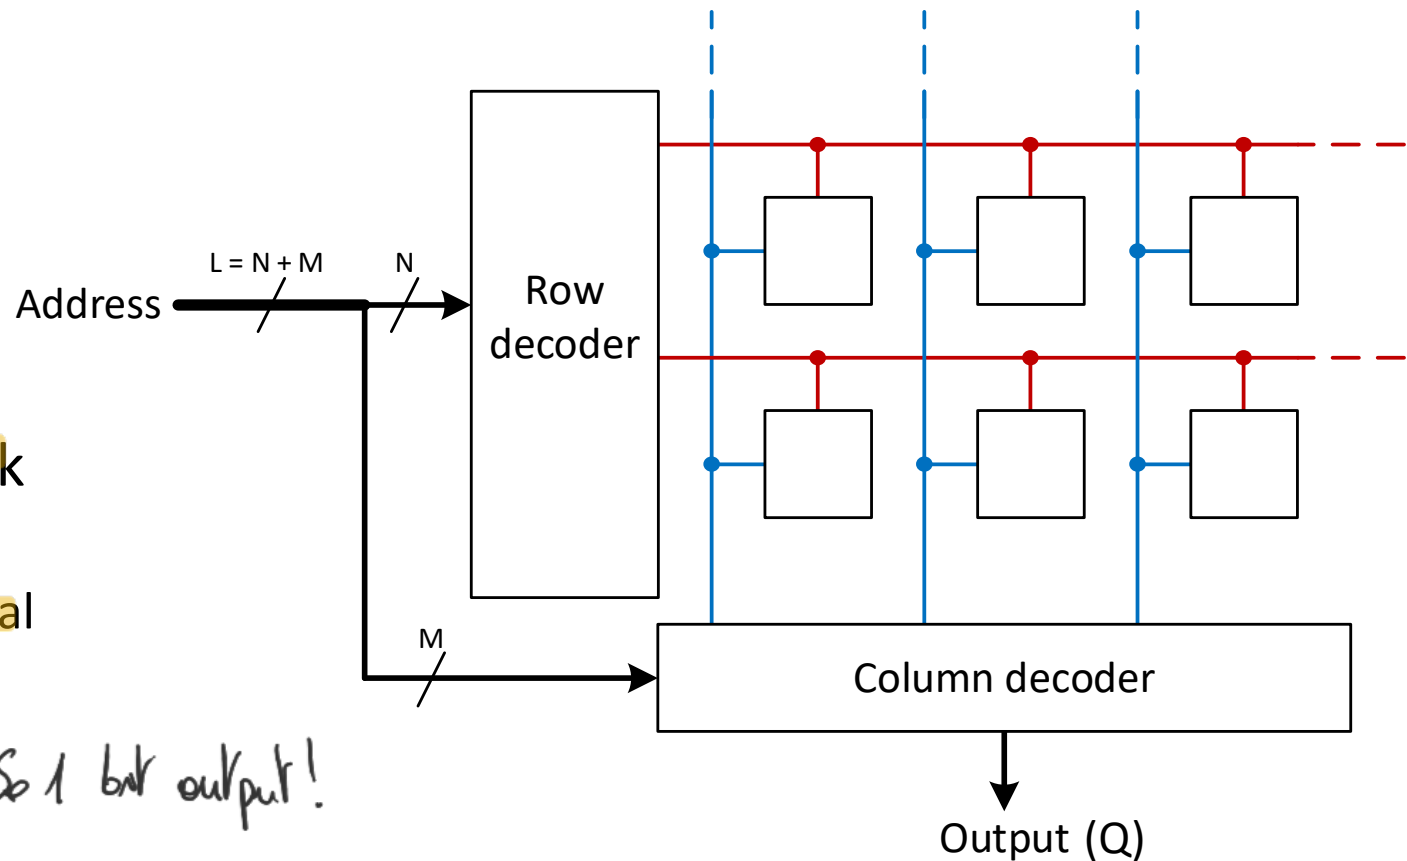 L = N + M
N
Address
Row
decoder
k
al
M
Column decoder
So 1 bit output!
Output (Q)